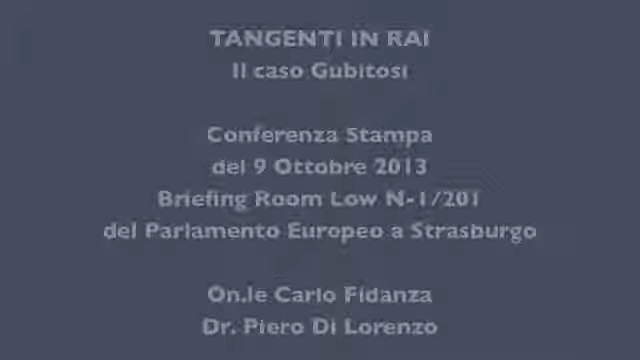 TANGENTI IN RAI
Il caso Gubitosi
Conferenza Stampa
del 9 Ottobre 2013
Briefing Room Low N-1/201
del Parlamento Europeo a Strasburgo
On.le Carlo Fidanza
Dr. Piero Di Lorenzo